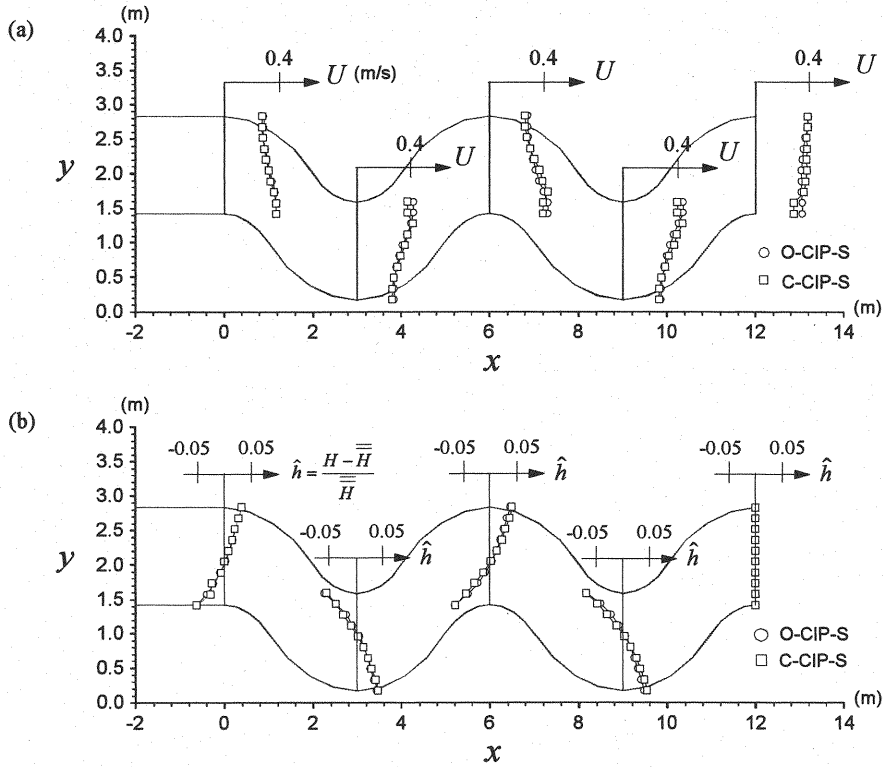 (a)
(m)
4.0
3.5
3.0
2.5
2.0
1.5
1.0
0.5
0.0
y
0.4
U (m/s)
0.4
U
0.4
U
0.4
U
0.4
U
O-CIP-S
C-CIP-S
-2 0 2 4 6 8 10 12 14
(m)
x
(b)
(m)
4.0
3.5
3.0
2.5
2.0
1.5
1.0
0.5
0.0
y
-0.05 0.05
ĥ = (H - H̿) / H̿
-0.05 0.05
ĥ
-0.05 0.05
ĥ
-0.05 0.05
ĥ
-0.05 0.05
ĥ
O-CIP-S
C-CIP-S
-2 0 2 4 6 8 10 12 14
(m)
x